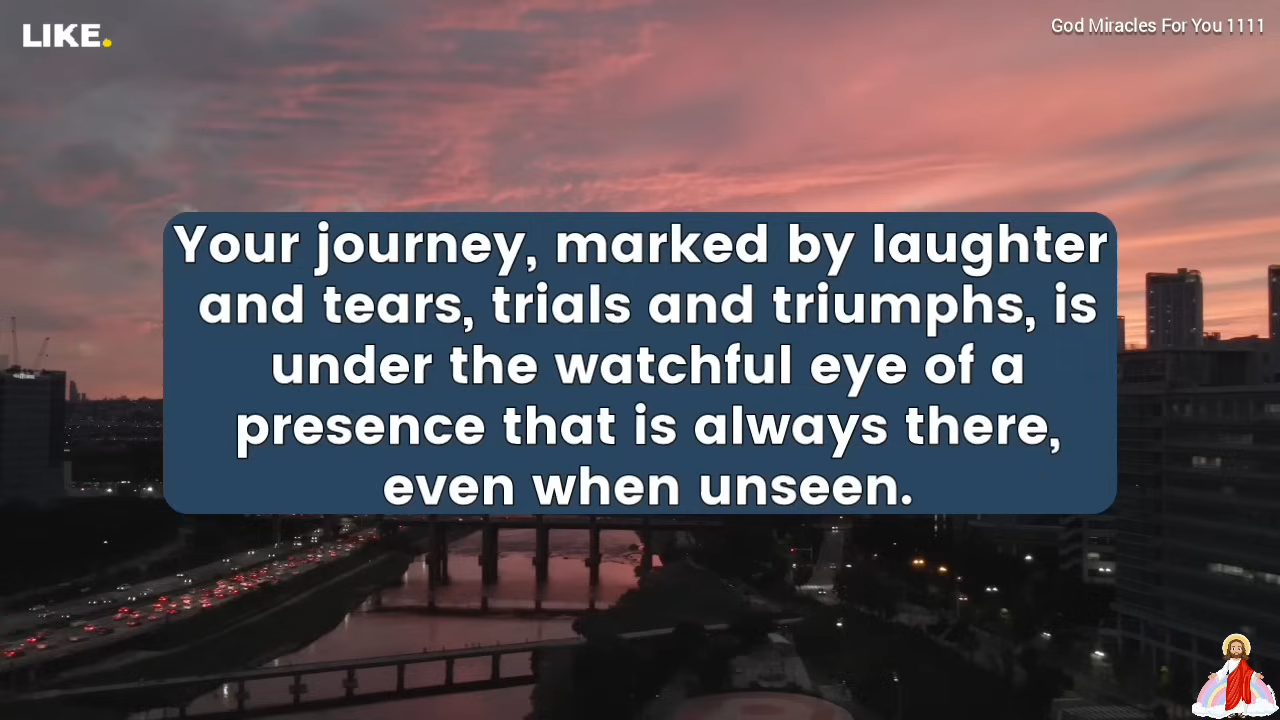 LIKE.
God Miracles For You 1111
Your journey, marked by laughter
and tears, trials and triumphs, is
under the watchful eye of a
presence that is always there,
even when unseen.